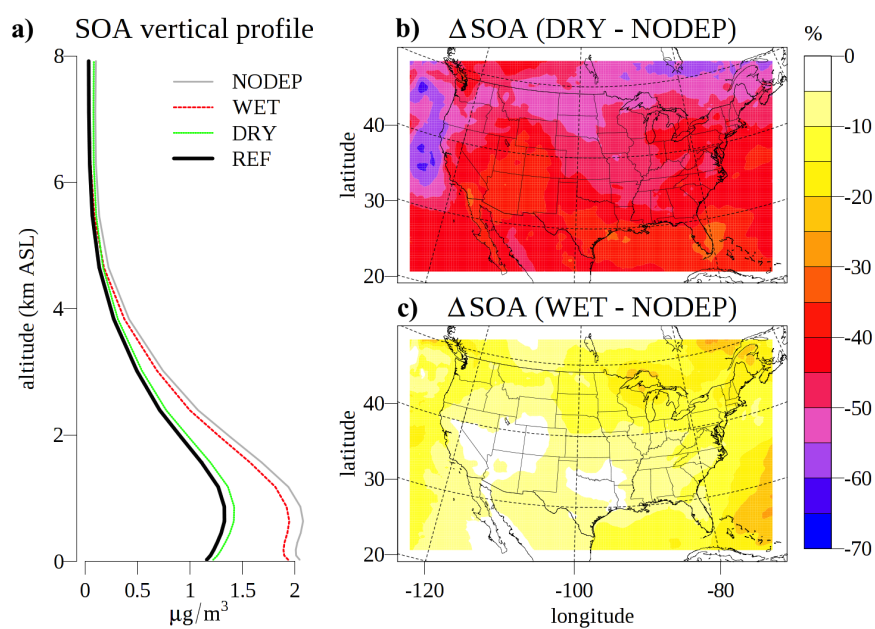 a) SOA vertical profile
8
6
4
2
0
altitude (km ASL)
NODEP
WET
DRY
REF
0 0.5 1 1.5 2
μg/m³
b) ΔSOA (DRY - NODEP)
40
30
20
latitude
c) ΔSOA (WET - NODEP)
40
30
20
latitude
-120 -100 -80
longitude
%
0
-10
-20
-30
-40
-50
-60
-70